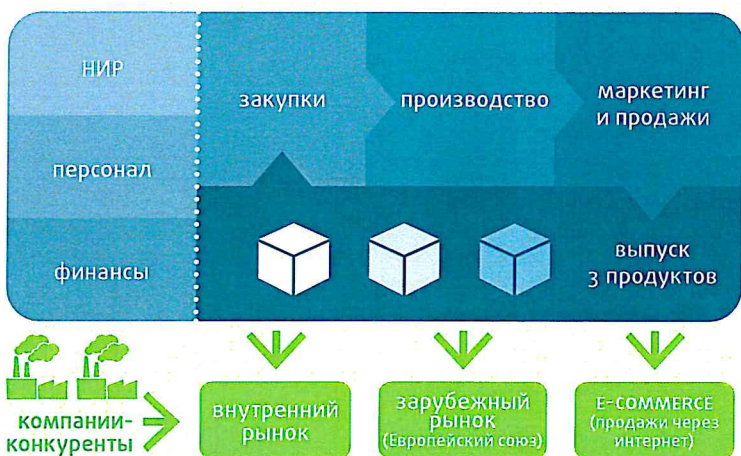 НИР
персонал
финансы
закупки
производство
маркетинг
и продажи
выпуск
3 продуктов
компании-
конкуренты
внутренний
рынок
зарубежный
рынок
(Европейский союз)
E-COMMERCE
(продажи через
интернет)